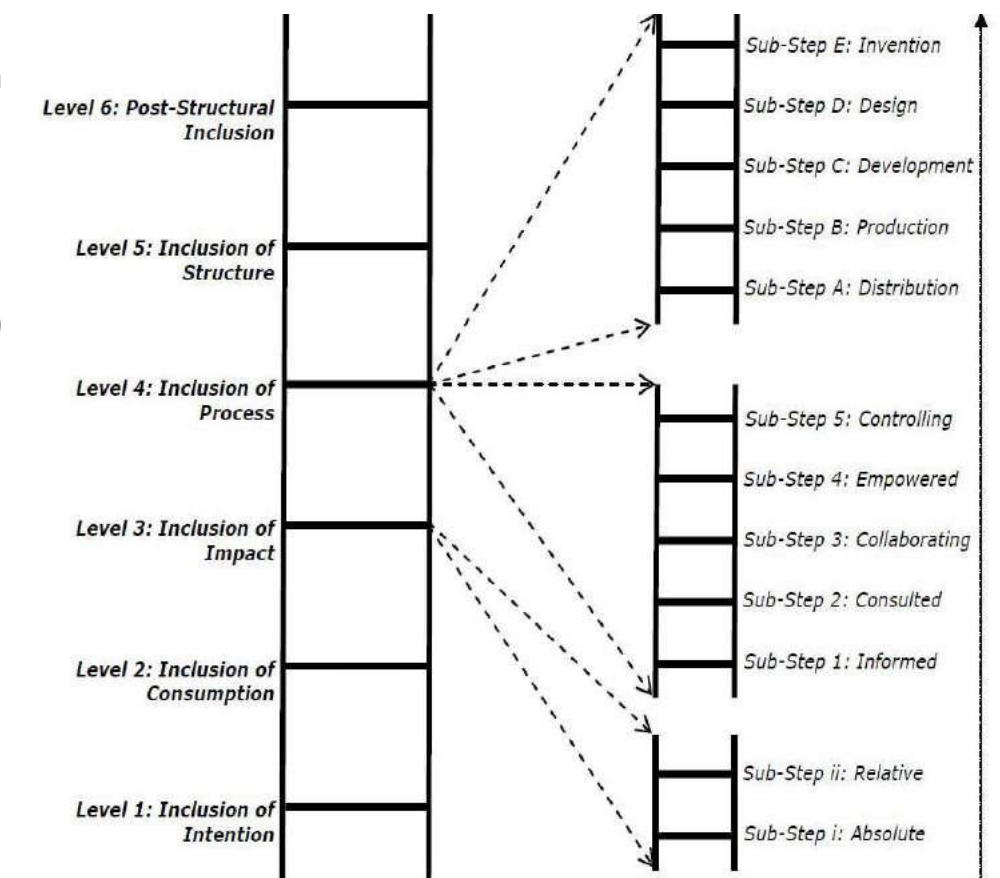 Level 6: Post-Structural
Inclusion
Level 5: Inclusion of
Structure
Level 4: Inclusion of
Process
Level 3: Inclusion of
Impact
Level 2: Inclusion of
Consumption
Level 1: Inclusion of
Intention
Sub-Step E: Invention
Sub-Step D: Design
Sub-Step C: Development
Sub-Step B: Production
Sub-Step A: Distribution
Sub-Step 5: Controlling
Sub-Step 4: Empowered
Sub-Step 3: Collaborating
Sub-Step 2: Consulted
Sub-Step 1: Informed
Sub-Step ii: Relative
Sub-Step i: Absolute